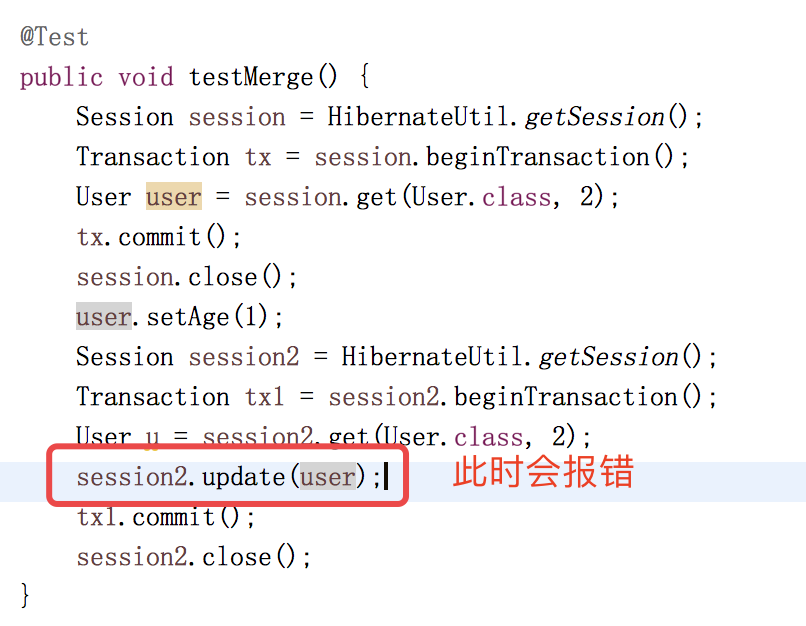 @Test
public void testMerge() {
Session session = HibernateUtil.getSession();
Transaction tx = session.beginTransaction();
User user = session.get(User.class, 2);
tx.commit();
session.close();
user.setAge(1);
Session session2 = HibernateUtil.getSession();
Transaction tx1 = session2.beginTransaction();
User u = session2.get(User.class, 2);
session2.update(user); 此时会报错
tx1.commit();
session2.close();
}